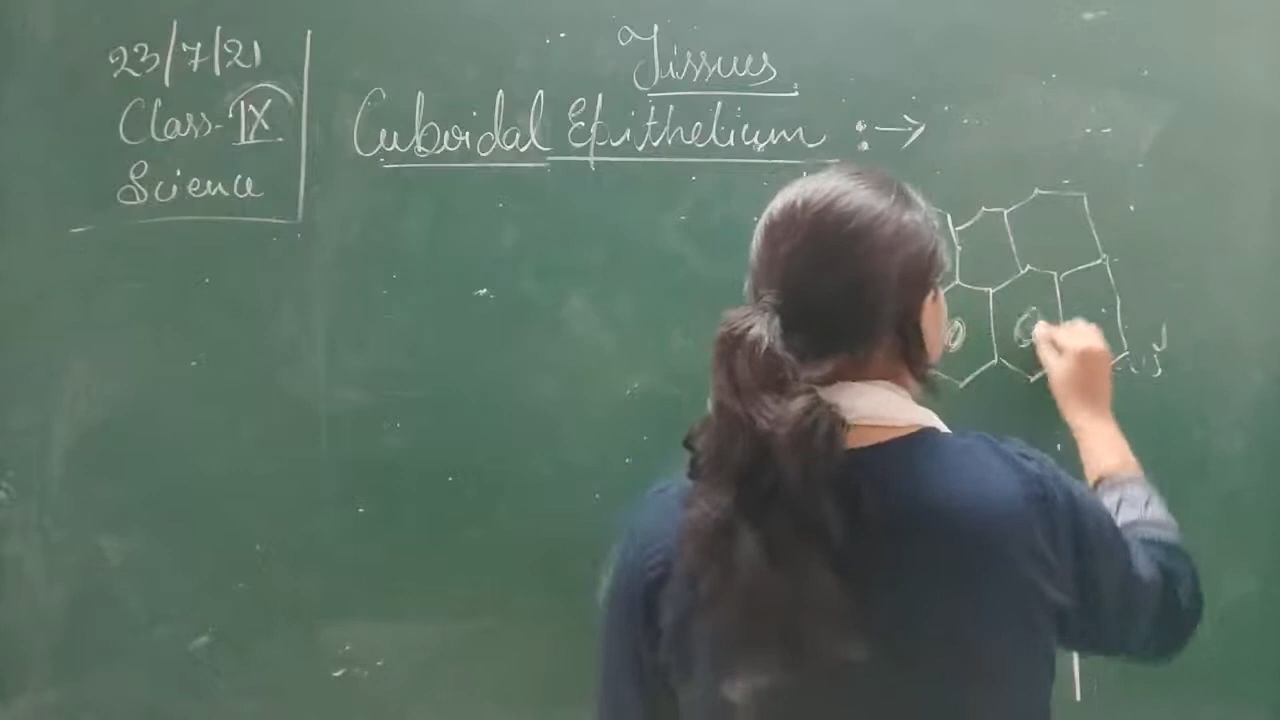 23/7/21
Class-IX
Science
Tissues
Cuboidal Epithelium :→